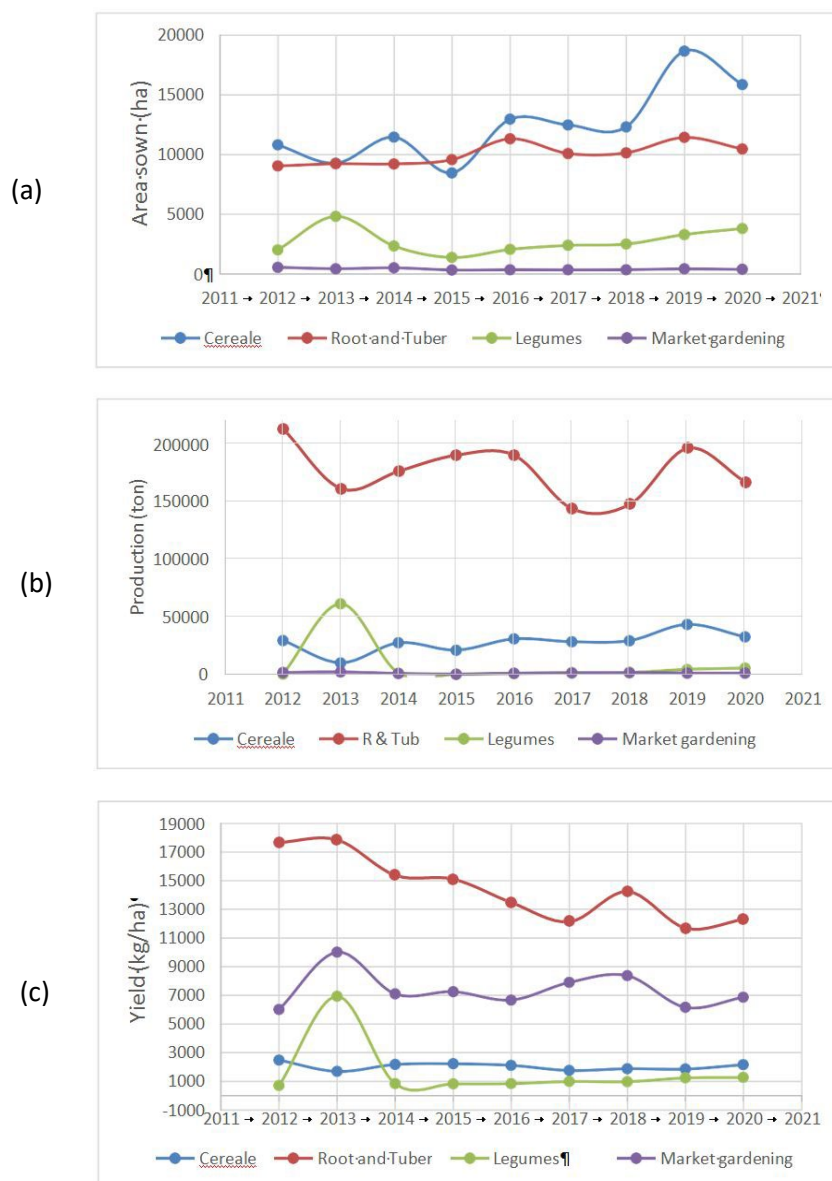 (a)
Area·sown·(ha)
20000
15000
10000
5000
0¶
2011 → 2012 → 2013 → 2014 → 2015 → 2016 → 2017 → 2018 → 2019 → 2020 → 2021
Cereale Root·and·Tuber Legumes Market·gardening
(b)
Production (ton)
200000
150000
100000
50000
0
2011 2012 2013 2014 2015 2016 2017 2018 2019 2020 2021
Cereale R & Tub Legumes Market gardening
(c)
Yield·(kg/ha)
19000
17000
15000
13000
11000
9000
7000
5000
3000
1000
-1000
2011 → 2012 → 2013 → 2014 → 2015 → 2016 → 2017 → 2018 → 2019 → 2020 → 2021
Cereale Root·and·Tuber Legumes¶ Market·gardening